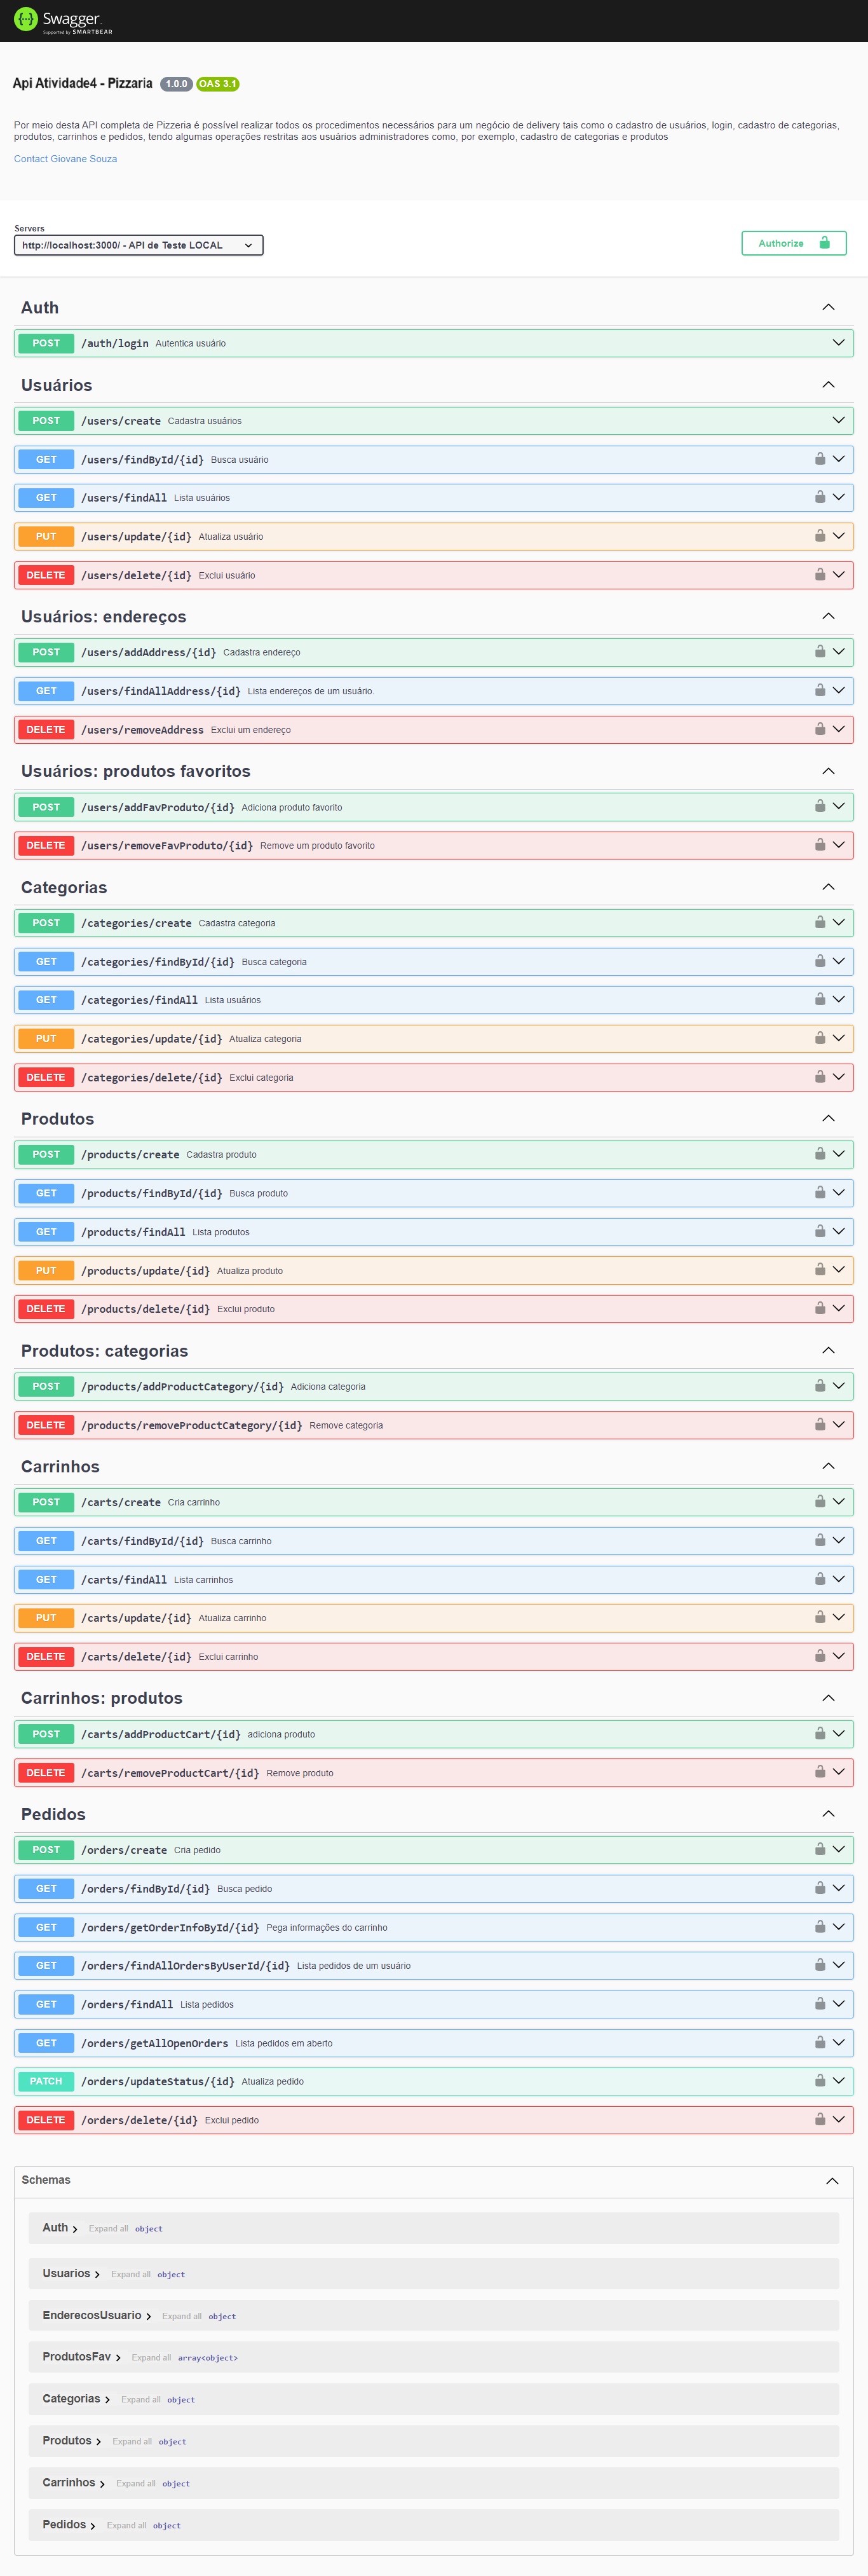 Swagger.
Supported by SMARTBEAR
Api Atividade4 - Pizzaria 1.0.0 OAS 3.1
Por meio desta API completa de Pizzeria é possível realizar todos os procedimentos necessários para um negócio de delivery tais como o cadastro de usuários, login, cadastro de categorias,
produtos, carrinhos e pedidos, tendo algumas operações restritas aos usuários administradores como, por exemplo, cadastro de categorias e produtos
Contact Giovane Souza
Servers
http://localhost:3000/ - API de Teste LOCAL
Authorize
Auth
POST /auth/login Autentica usuário
Usuários
POST /users/create Cadastra usuários
GET /users/findById/{id} Busca usuário
GET /users/findAll Lista usuários
PUT /users/update/{id} Atualiza usuário
DELETE /users/delete/{id} Exclui usuário
Usuários: endereços
POST /users/addAddress/{id} Cadastra endereço
GET /users/findAllAddress/{id} Lista endereços de um usuário.
DELETE /users/removeAddress Exclui um endereço
Usuários: produtos favoritos
POST /users/addFavProduto/{id} Adiciona produto favorito
DELETE /users/removeFavProduto/{id} Remove um produto favorito
Categorias
POST /categories/create Cadastra categoria
GET /categories/findById/{id} Busca categoria
GET /categories/findAll Lista usuários
PUT /categories/update/{id} Atualiza categoria
DELETE /categories/delete/{id} Exclui categoria
Produtos
POST /products/create Cadastra produto
GET /products/findById/{id} Busca produto
GET /products/findAll Lista produtos
PUT /products/update/{id} Atualiza produto
DELETE /products/delete/{id} Exclui produto
Produtos: categorias
POST /products/addProductCategory/{id} Adiciona categoria
DELETE /products/removeProductCategory/{id} Remove categoria
Carrinhos
POST /carts/create Cria carrinho
GET /carts/findById/{id} Busca carrinho
GET /carts/findAll Lista carrinhos
PUT /carts/update/{id} Atualiza carrinho
DELETE /carts/delete/{id} Exclui carrinho
Carrinhos: produtos
POST /carts/addProductCart/{id} adiciona produto
DELETE /carts/removeProductCart/{id} Remove produto
Pedidos
POST /orders/create Cria pedido
GET /orders/findById/{id} Busca pedido
GET /orders/getOrderInfoById/{id} Pega informações do carrinho
GET /orders/findAllOrdersByUserId/{id} Lista pedidos de um usuário
GET /orders/findAll Lista pedidos
GET /orders/getAllOpenOrders Lista pedidos em aberto
PATCH /orders/updateStatus/{id} Atualiza pedido
DELETE /orders/delete/{id} Exclui pedido
Schemas
Auth Expand all object
Usuarios Expand all object
EnderecosUsuario Expand all object
ProdutosFav Expand all array<object>
Categorias Expand all object
Produtos Expand all object
Carrinhos Expand all object
Pedidos Expand all object